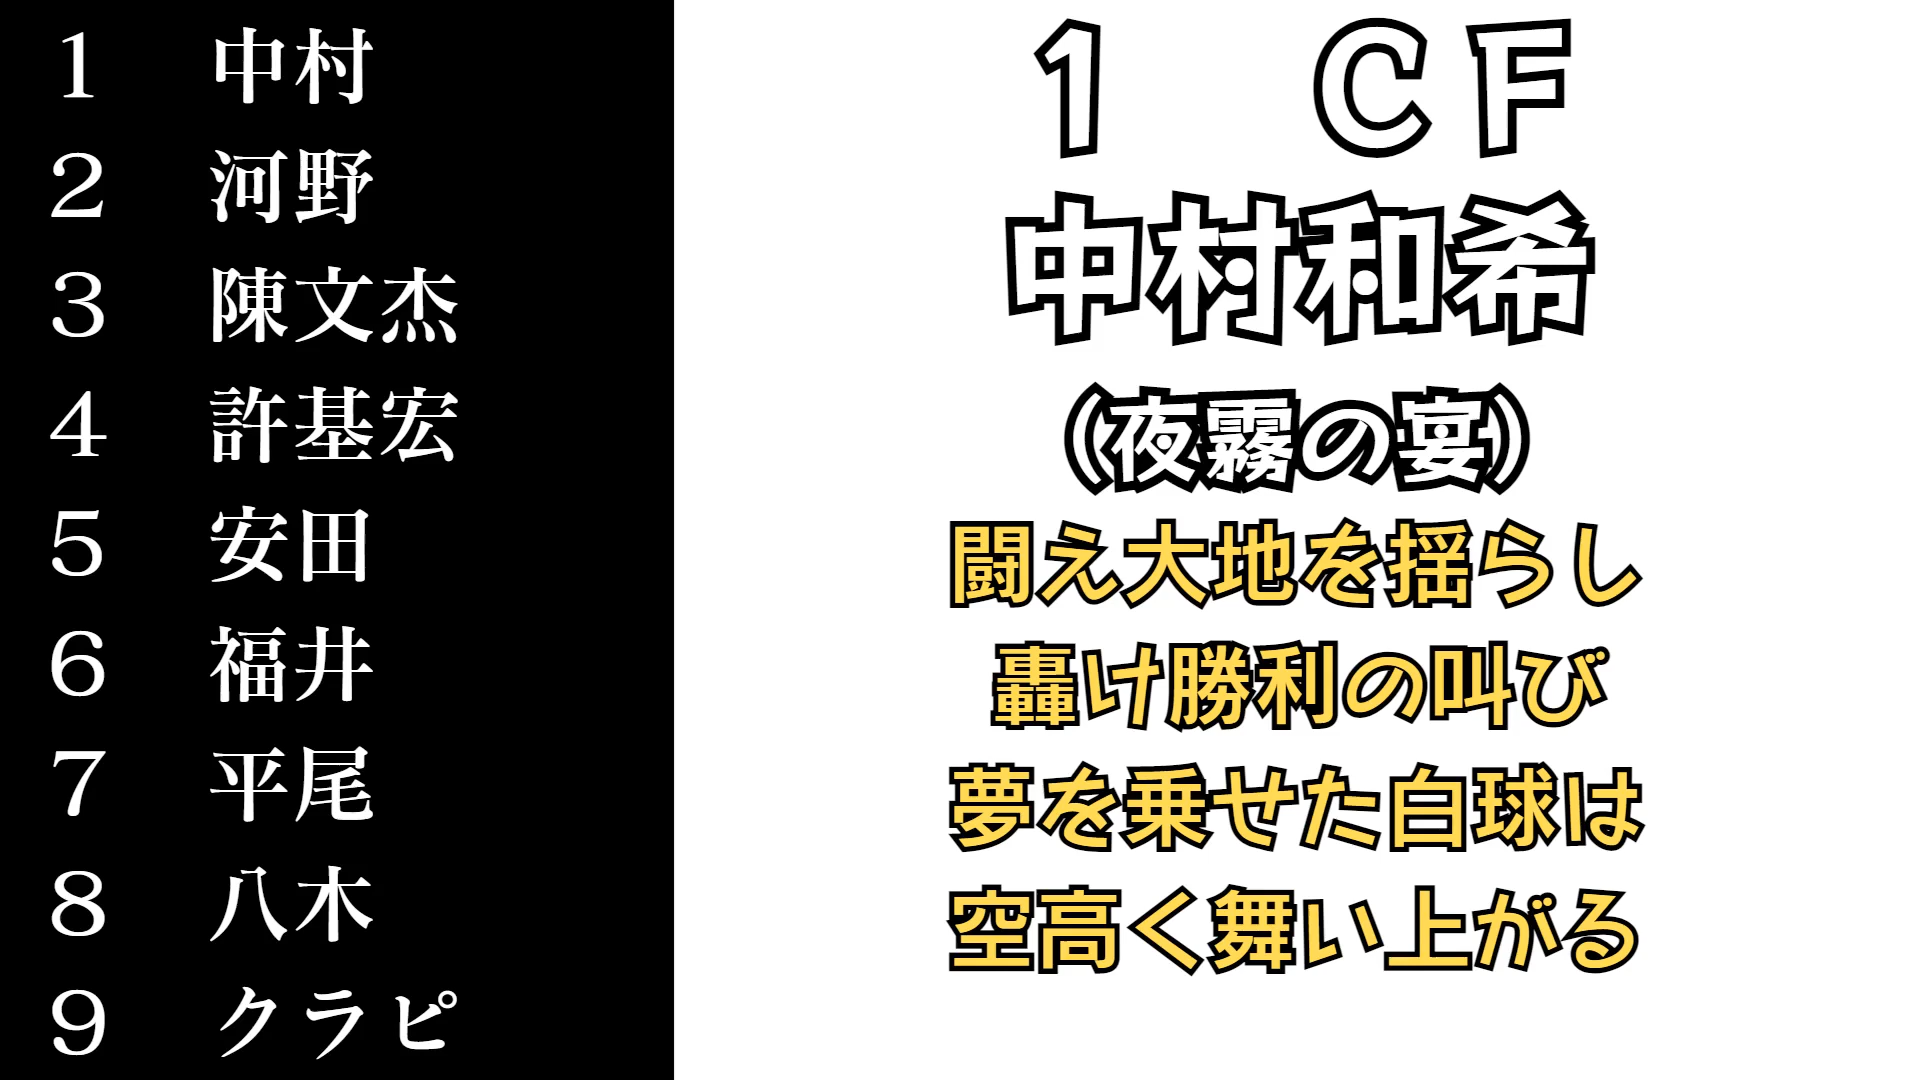 1 中村
2 河野
3 陳文杰
4 許基宏
5 安田
6 福井
7 平尾
8 八木
9 クラピ
1 ＣＦ
中村和希
（夜霧の宴）
闘え大地を揺らし
轟け勝利の叫び
夢を乗せた白球は
空高く舞い上がる